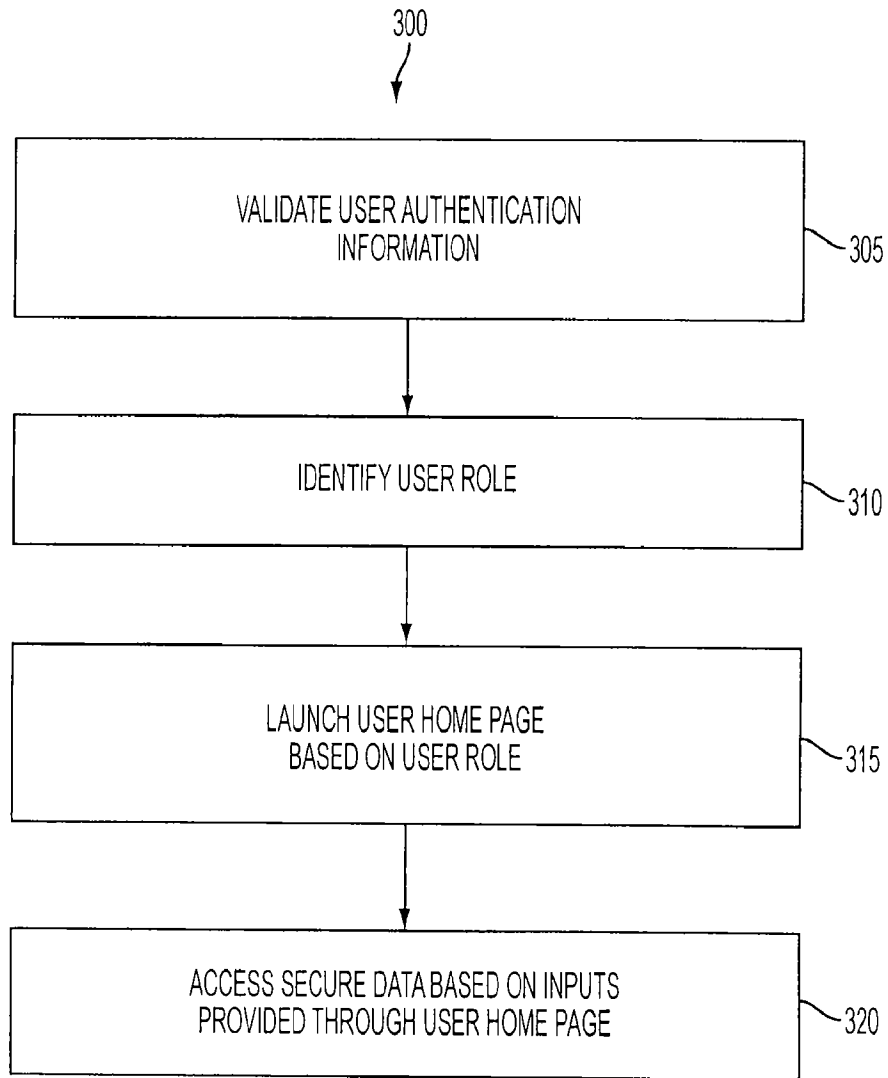 300
VALIDATE USER AUTHENTICATION
INFORMATION
305
IDENTIFY USER ROLE
310
LAUNCH USER HOME PAGE
BASED ON USER ROLE
315
ACCESS SECURE DATA BASED ON INPUTS
PROVIDED THROUGH USER HOME PAGE
320